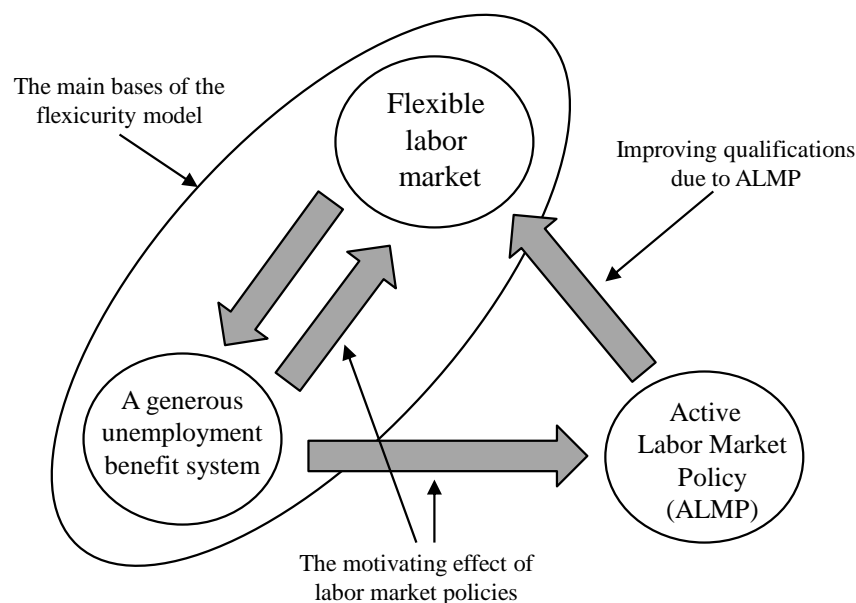 The main bases of the
flexicurity model
Flexible
labor
market
Improving qualifications
due to ALMP
A generous
unemployment
benefit system
Active
Labor Market
Policy
(ALMP)
The motivating effect of
labor market policies